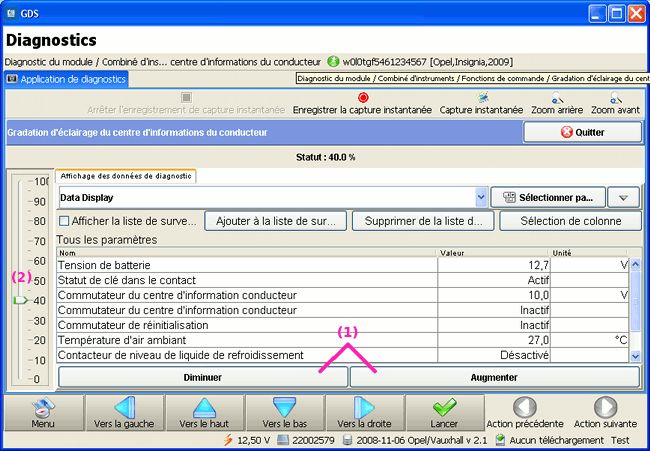 GDS
Diagnostics
Diagnostic du module / Combiné d'ins... centre d'informations du conducteur w0l0tgf5461234567 [Opel,Insignia,2009]
Application de diagnostics
Diagnostic du module / Combiné d'instruments / Fonctions de commande / Gradation d'éclairage du cent
Arrêter l'enregistrement de capture instantanée Enregistrer la capture instantanée Capture instantanée Zoom arrière Zoom avant
Gradation d'éclairage du centre d'informations du conducteur Quitter
Statut : 40.0 %
Affichage des données de diagnostic
Data Display Sélectionner pa...
Afficher la liste de surve... Ajouter à la liste de sur... Supprimer de la liste d... Sélection de colonne
Tous les paramètres
Nom Valeur Unité
Tension de batterie 12,7 V
Statut de clé dans le contact Actif
Commutateur du centre d'information conducteur 10,0 V
Commutateur du centre d'information conducteur Inactif
Commutateur de réinitialisation Inactif
Température d'air ambiant 27,0 °C
Contacteur de niveau de liquide de refroidissement Désactivé
100
90
80
70
60
50
40
30
20
10
0
(2)
(1)
Diminuer Augmenter
Menu Vers la gauche Vers le haut Vers le bas Vers la droite Lancer Action précédente Action suivante
12,50 V 22002579 2008-11-06 Opel/Vauxhall v 2.1 Aucun téléchargement Test